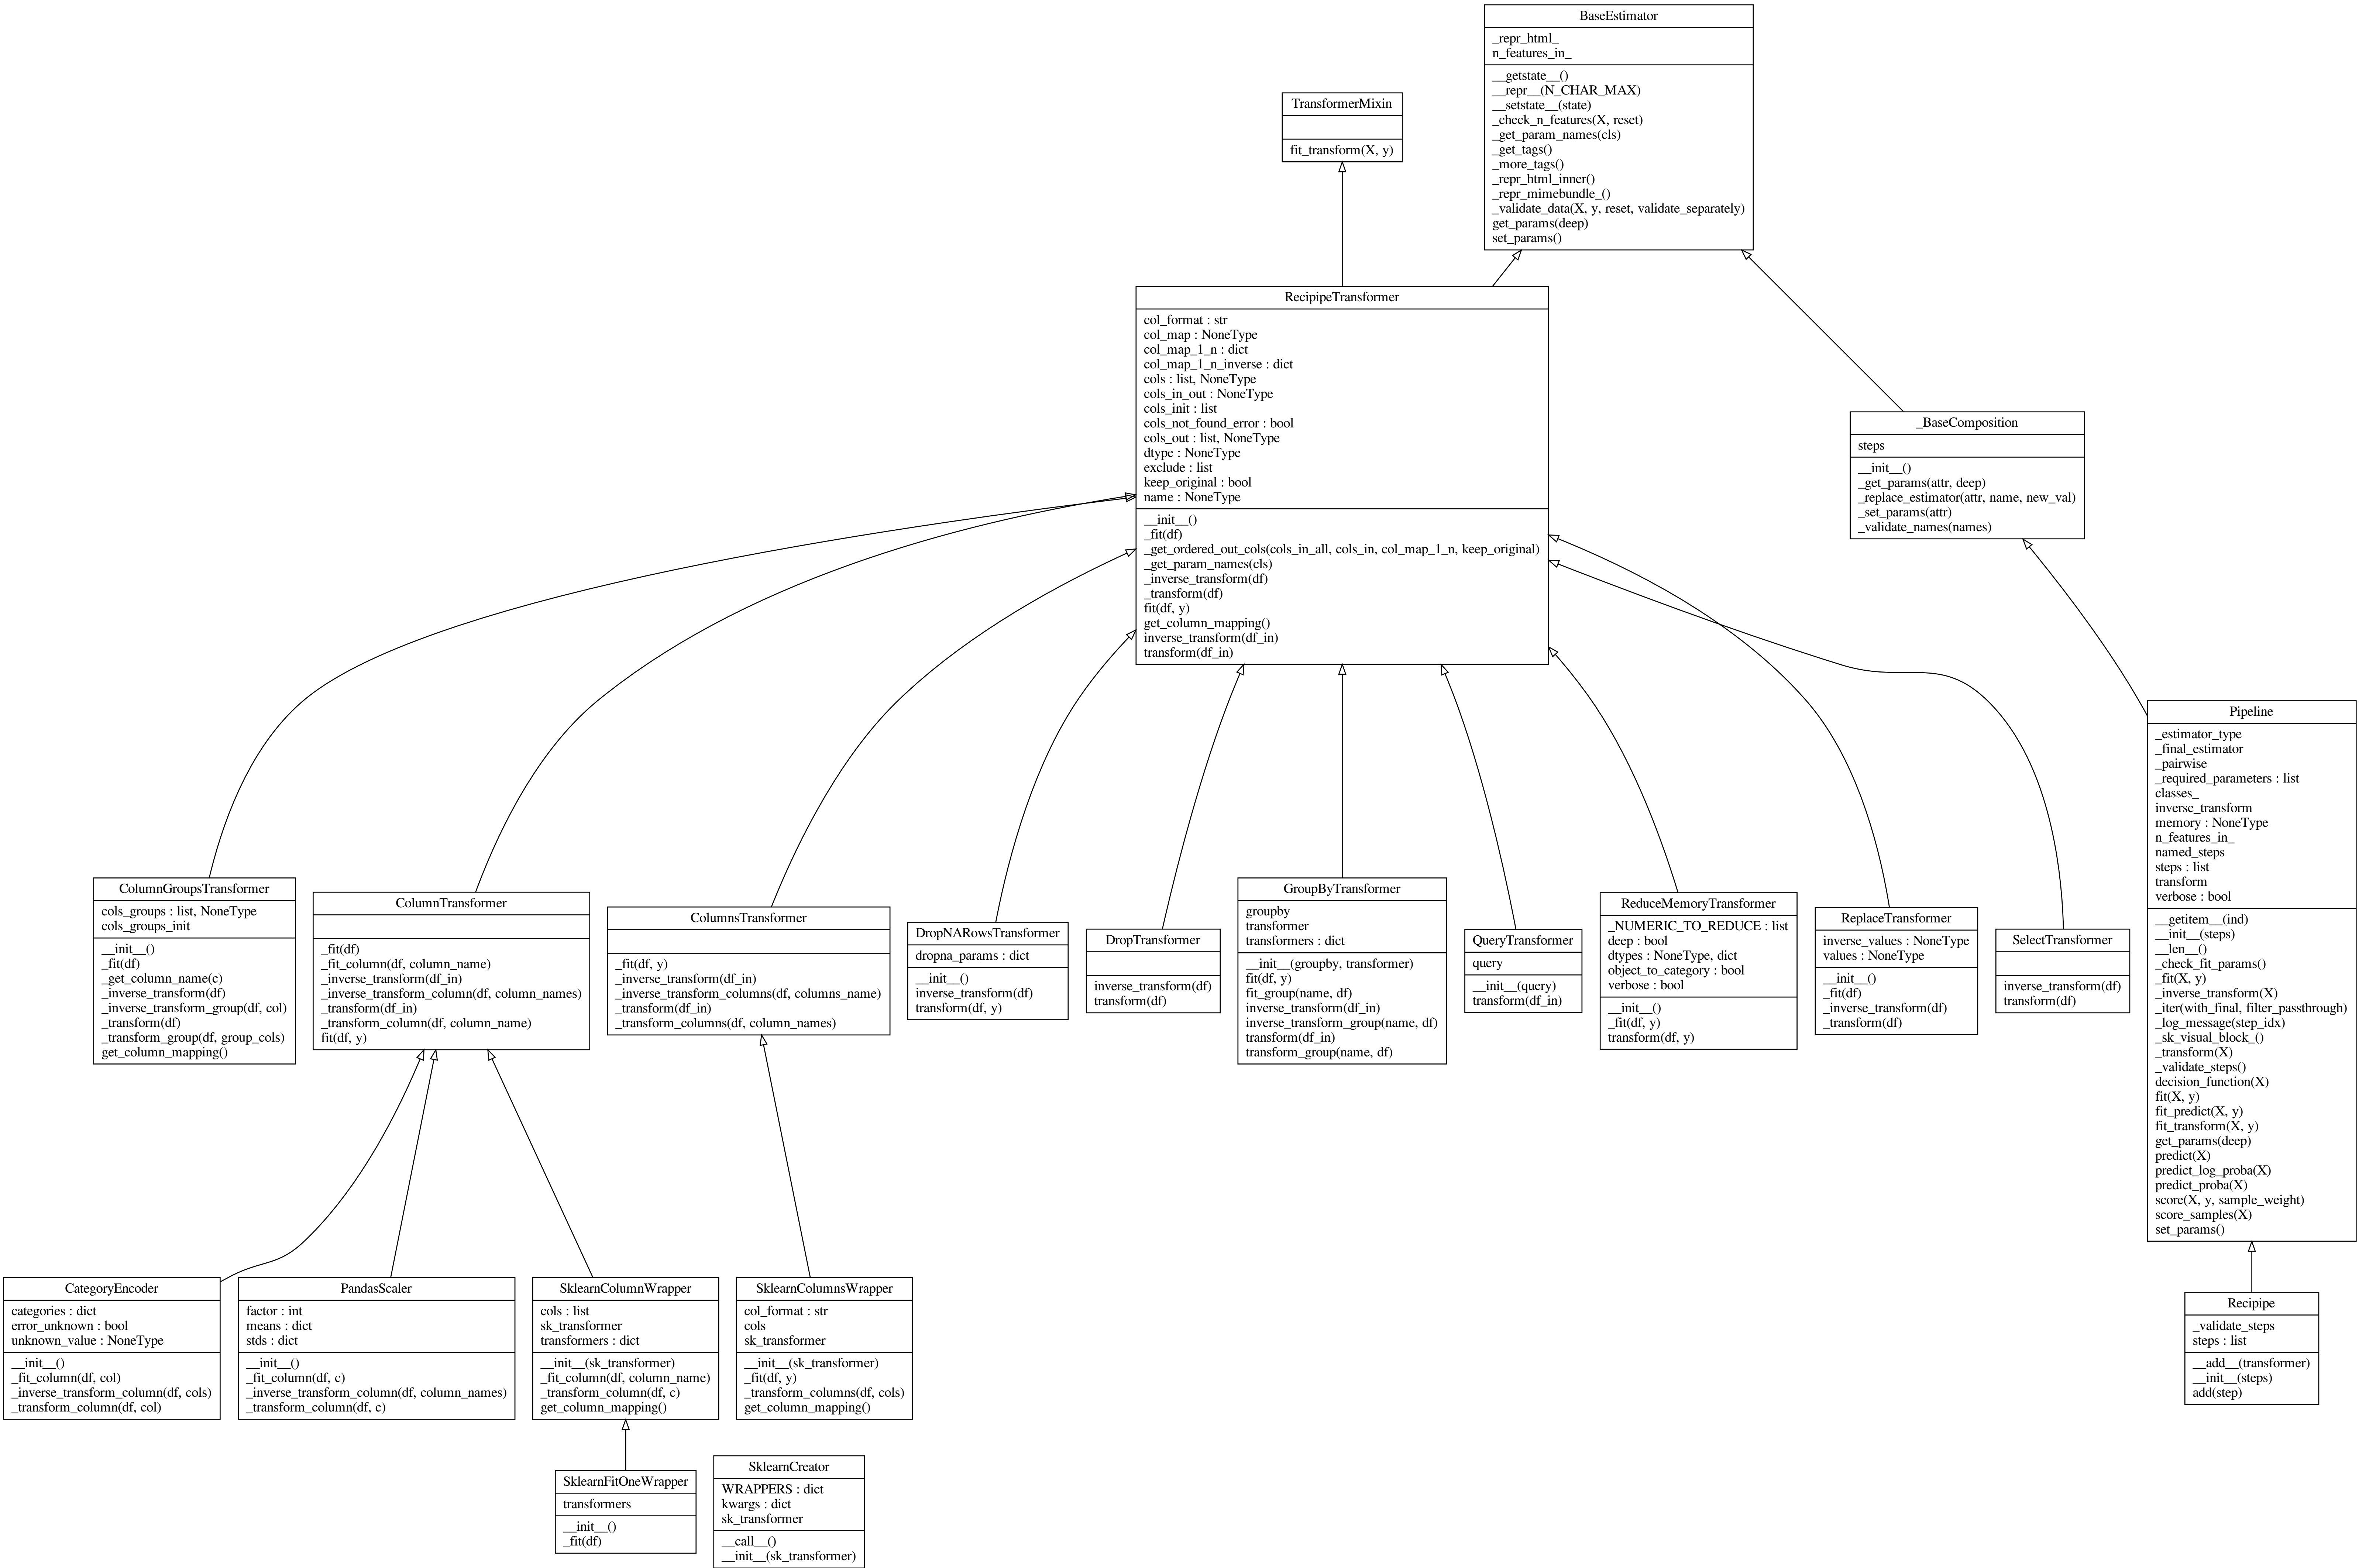 BaseEstimator
_repr_html_
n_features_in_
__getstate__()
__repr__(N_CHAR_MAX)
__setstate__(state)
_check_n_features(X, reset)
_get_param_names(cls)
_get_tags()
_more_tags()
_repr_html_inner()
_repr_mimebundle_()
_validate_data(X, y, reset, validate_separately)
get_params(deep)
set_params()
TransformerMixin
fit_transform(X, y)
RecipipeTransformer
col_format : str
col_map : NoneType
col_map_1_n : dict
col_map_1_n_inverse : dict
cols : list, NoneType
cols_in_out : NoneType
cols_init : list
cols_not_found_error : bool
cols_out : list, NoneType
dtype : NoneType
exclude : list
keep_original : bool
name : NoneType
__init__()
_fit(df)
_get_ordered_out_cols(cols_in_all, cols_in, col_map_1_n, keep_original)
_get_param_names(cls)
_inverse_transform(df)
_transform(df)
fit(df, y)
get_column_mapping()
inverse_transform(df_in)
transform(df_in)
_BaseComposition
steps
__init__()
_get_params(attr, deep)
_replace_estimator(attr, name, new_val)
_set_params(attr)
_validate_names(names)
Pipeline
_estimator_type
_final_estimator
_pairwise
_required_parameters : list
classes_
inverse_transform
memory : NoneType
n_features_in_
named_steps
steps : list
transform
verbose : bool
__getitem__(ind)
__init__(steps)
__len__()
_check_fit_params()
_fit(X, y)
_inverse_transform(X)
_iter(with_final, filter_passthrough)
_log_message(step_idx)
_sk_visual_block_()
_transform(X)
_validate_steps()
decision_function(X)
fit(X, y)
fit_predict(X, y)
fit_transform(X, y)
get_params(deep)
predict(X)
predict_log_proba(X)
predict_proba(X)
score(X, y, sample_weight)
score_samples(X)
set_params()
ColumnGroupsTransformer
cols_groups : list, NoneType
cols_groups_init
__init__()
_fit(df)
_get_column_name(c)
_inverse_transform(df)
_inverse_transform_group(df, col)
_transform(df)
_transform_group(df, group_cols)
get_column_mapping()
ColumnTransformer
_fit(df)
_fit_column(df, column_name)
_inverse_transform(df_in)
_inverse_transform_column(df, column_names)
_transform(df_in)
_transform_column(df, column_name)
fit(df, y)
ColumnsTransformer
_fit(df, y)
_inverse_transform(df_in)
_inverse_transform_columns(df, columns_name)
_transform(df_in)
_transform_columns(df, column_names)
DropNARowsTransformer
dropna_params : dict
__init__()
inverse_transform(df)
transform(df, y)
DropTransformer
inverse_transform(df)
transform(df)
GroupByTransformer
groupby
transformer
transformers : dict
__init__(groupby, transformer)
fit(df, y)
fit_group(name, df)
inverse_transform(df_in)
inverse_transform_group(name, df)
transform(df_in)
transform_group(name, df)
QueryTransformer
query
__init__(query)
transform(df_in)
ReduceMemoryTransformer
_NUMERIC_TO_REDUCE : list
deep : bool
dtypes : NoneType, dict
object_to_category : bool
verbose : bool
__init__()
_fit(df, y)
transform(df, y)
ReplaceTransformer
inverse_values : NoneType
values : NoneType
__init__()
_fit(df)
_inverse_transform(df)
_transform(df)
SelectTransformer
inverse_transform(df)
transform(df)
CategoryEncoder
categories : dict
error_unknown : bool
unknown_value : NoneType
__init__()
_fit_column(df, col)
_inverse_transform_column(df, cols)
_transform_column(df, col)
PandasScaler
factor : int
means : dict
stds : dict
__init__()
_fit_column(df, c)
_inverse_transform_column(df, column_names)
_transform_column(df, c)
SklearnColumnWrapper
cols : list
sk_transformer
transformers : dict
__init__(sk_transformer)
_fit_column(df, column_name)
_transform_column(df, c)
get_column_mapping()
SklearnColumnsWrapper
col_format : str
cols
sk_transformer
__init__(sk_transformer)
_fit(df, y)
_transform_columns(df, cols)
get_column_mapping()
Recipipe
_validate_steps
steps : list
__add__(transformer)
__init__(steps)
add(step)
SklearnFitOneWrapper
transformers
__init__()
_fit(df)
SklearnCreator
WRAPPERS : dict
kwargs : dict
sk_transformer
__call__()
__init__(sk_transformer)